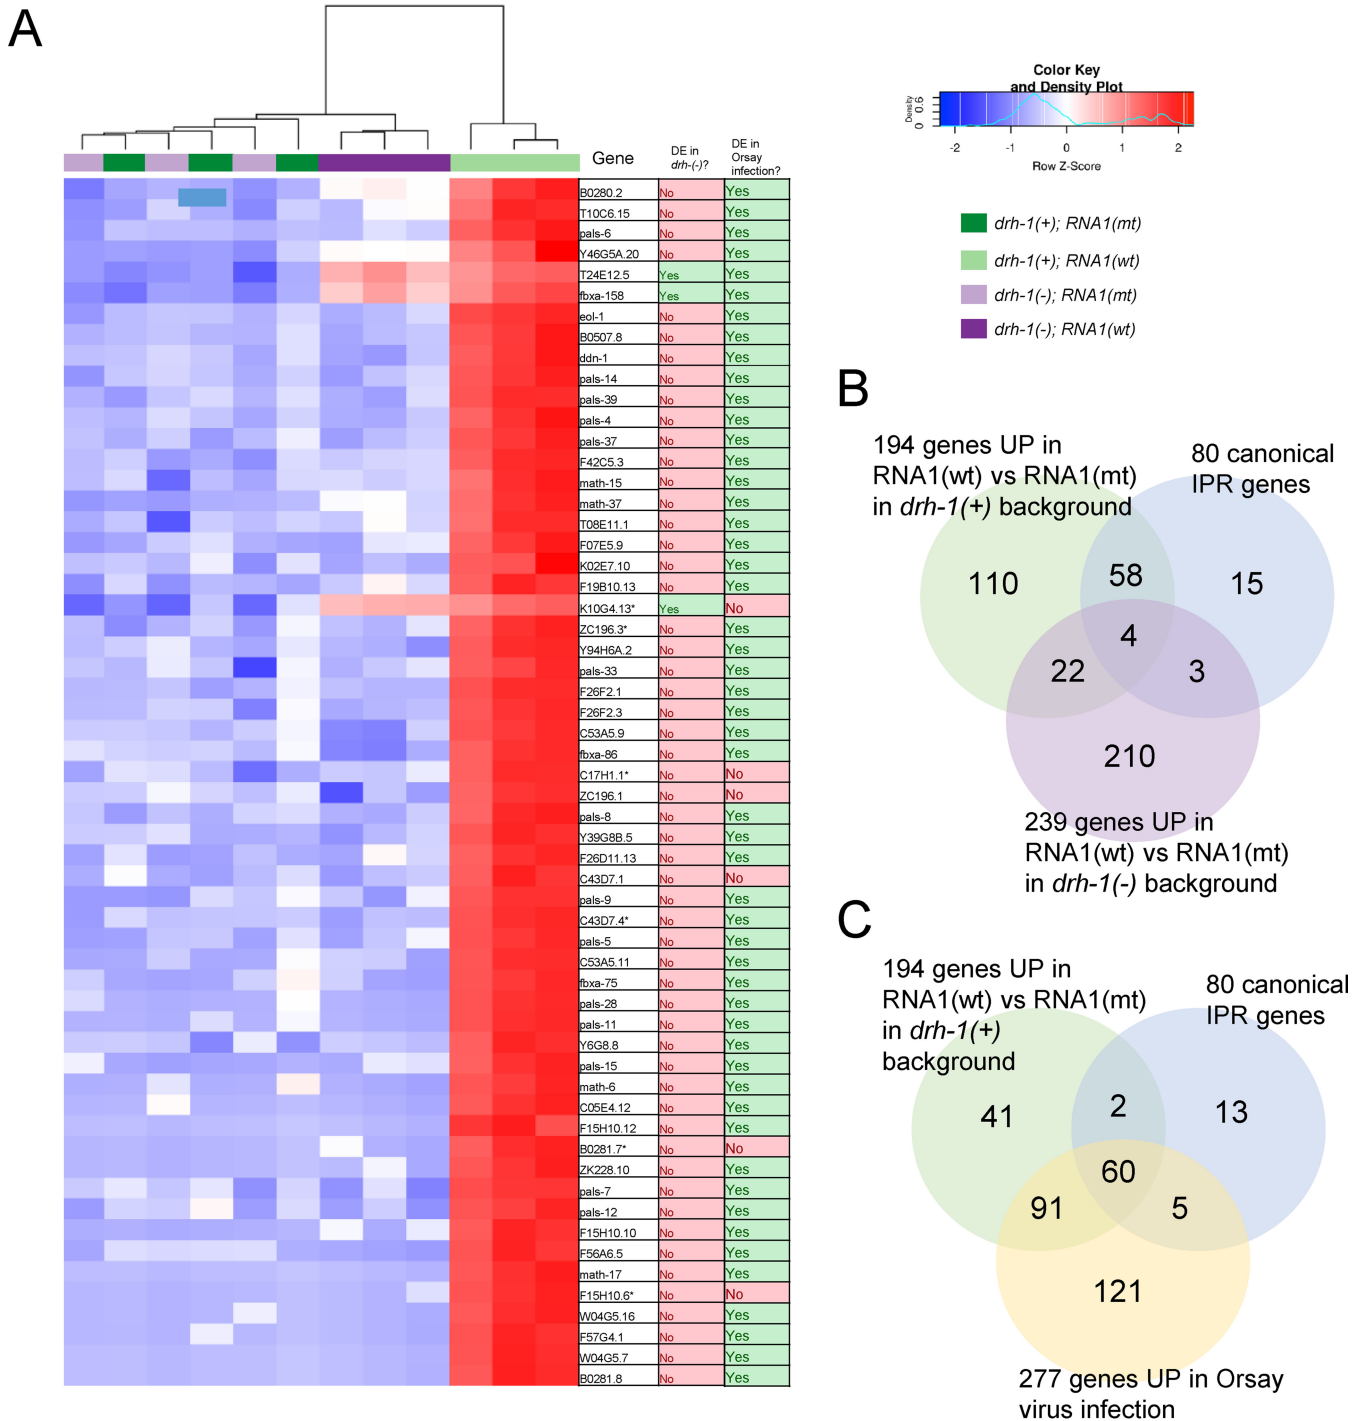 A
Color Key
and Density Plot
Density
0 0.6
-2 -1 0 1 2
Row Z-Score
Gene DE in drh-(-)? DE in Orsay infection?
B0280.2 No Yes
T10C6.15 No Yes
pals-6 No Yes
Y46G5A.20 No Yes
T24E12.5 Yes Yes
fbxa-158 Yes Yes
eol-1 No Yes
B0507.8 No Yes
ddn-1 No Yes
pals-14 No Yes
pals-39 No Yes
pals-4 No Yes
pals-37 No Yes
F42C5.3 No Yes
math-15 No Yes
math-37 No Yes
T08E11.1 No Yes
F07E5.9 No Yes
K02E7.10 No Yes
F19B10.13 No Yes
K10G4.13* Yes No
ZC196.3* No Yes
Y94H6A.2 No Yes
pals-33 No Yes
F26F2.1 No Yes
F26F2.3 No Yes
C53A5.9 No Yes
fbxa-86 No Yes
C17H1.1* No No
ZC196.1 No No
pals-8 No Yes
Y39G8B.5 No Yes
F26D11.13 No Yes
C43D7.1 No No
pals-9 No Yes
C43D7.4* No Yes
pals-5 No Yes
C53A5.11 No Yes
fbxa-75 No Yes
pals-28 No Yes
pals-11 No Yes
Y6G8.8 No Yes
pals-15 No Yes
math-6 No Yes
C05E4.12 No Yes
F15H10.12 No Yes
B0281.7* No No
ZK228.10 No Yes
pals-7 No Yes
pals-12 No Yes
F15H10.10 No Yes
F56A6.5 No Yes
math-17 No Yes
F15H10.6* No No
W04G5.16 No Yes
F57G4.1 No Yes
W04G5.7 No Yes
B0281.8 No Yes
drh-1(+); RNA1(mt)
drh-1(+); RNA1(wt)
drh-1(-); RNA1(mt)
drh-1(-); RNA1(wt)
B
194 genes UP in
RNA1(wt) vs RNA1(mt)
in drh-1(+) background
80 canonical
IPR genes
110 58 15
4
22 3
210
239 genes UP in
RNA1(wt) vs RNA1(mt)
in drh-1(-) background
C
194 genes UP in
RNA1(wt) vs RNA1(mt)
in drh-1(+)
background
80 canonical
IPR genes
41 2 13
60
91 5
121
277 genes UP in Orsay
virus infection